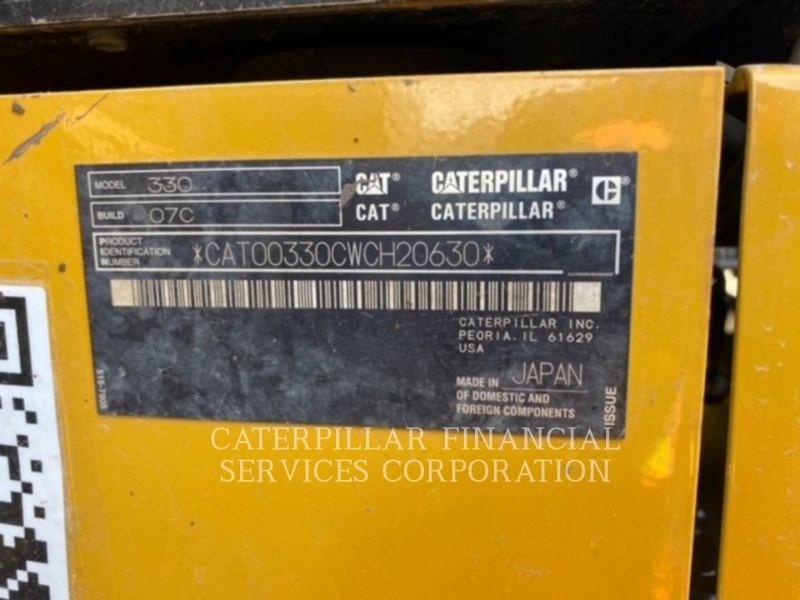 MODEL 330
CAT® CATERPILLAR®
BUILD 07C
CAT® CATERPILLAR®
PRODUCT IDENTIFICATION NUMBER *CAT00330CWCH20630*
CATERPILLAR INC.
PEORIA, IL 61629
USA
MADE IN JAPAN
OF DOMESTIC AND
FOREIGN COMPONENTS
ISSUE
CATERPILLAR FINANCIAL
SERVICES CORPORATION